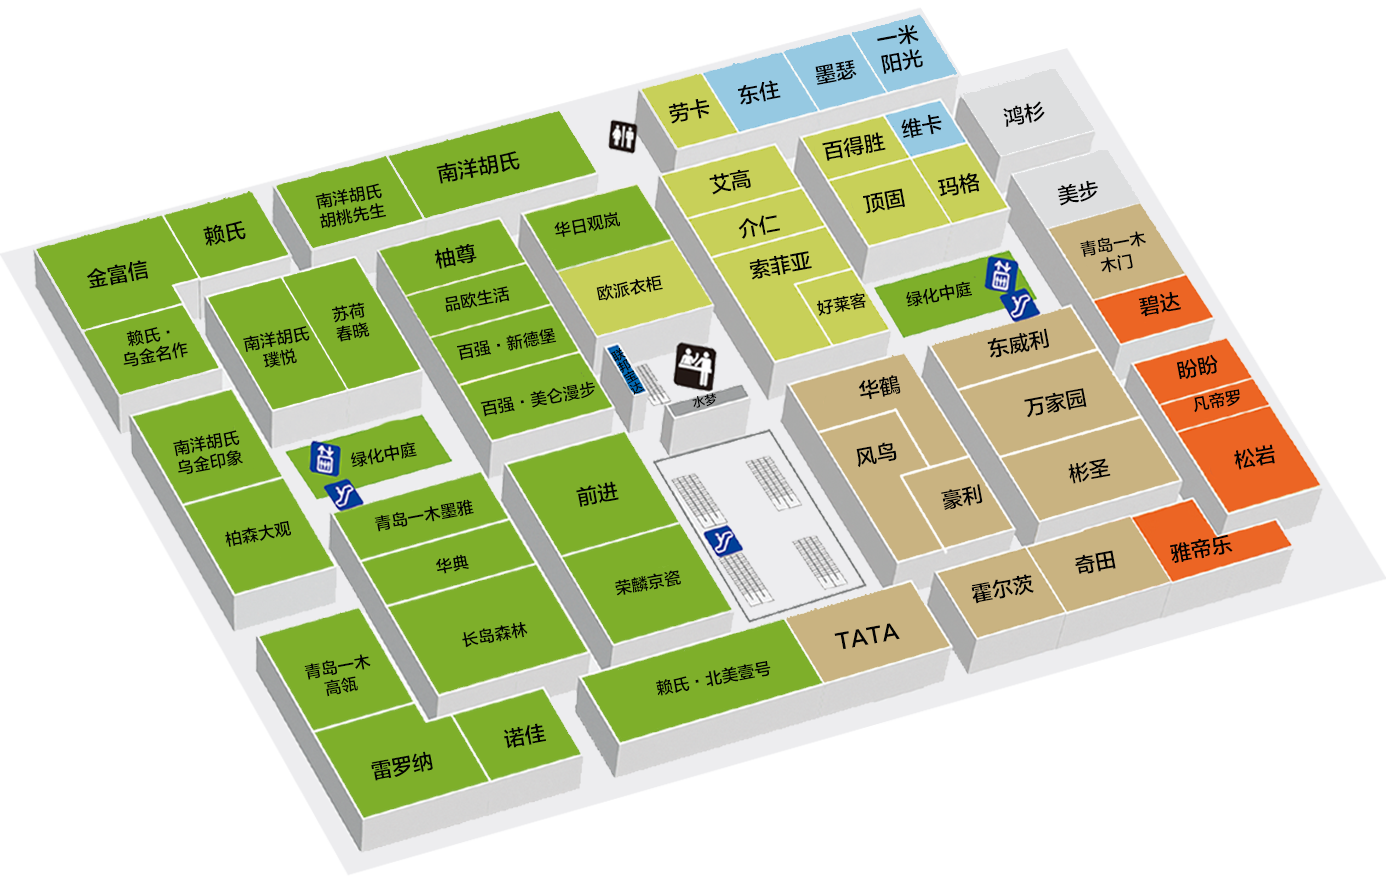 一米
阳光
墨瑟
东住
劳卡
鸿杉
维卡
百得胜
玛格
顶固
美步
青岛一木
木门
碧达
南洋胡氏
南洋胡氏
胡桃先生
艾高
介仁
索菲亚
好莱客
赖氏
金富信
赖氏·
乌金名作
华日观岚
欧派衣柜
柚尊
品欧生活
百强·新德堡
百强·美仑漫步
苏荷
春晓
南洋胡氏
璞悦
绿化中庭
东威利
万家园
彬圣
盼盼
凡帝罗
松岩
华鹤
风鸟
豪利
水梦
南洋胡氏
乌金印象
柏森大观
绿化中庭
青岛一木墨雅
华典
长岛森林
前进
荣麟京瓷
霍尔茨
奇田
雅帝乐
TATA
赖氏·北美壹号
青岛一木
高瓴
雷罗纳
诺佳